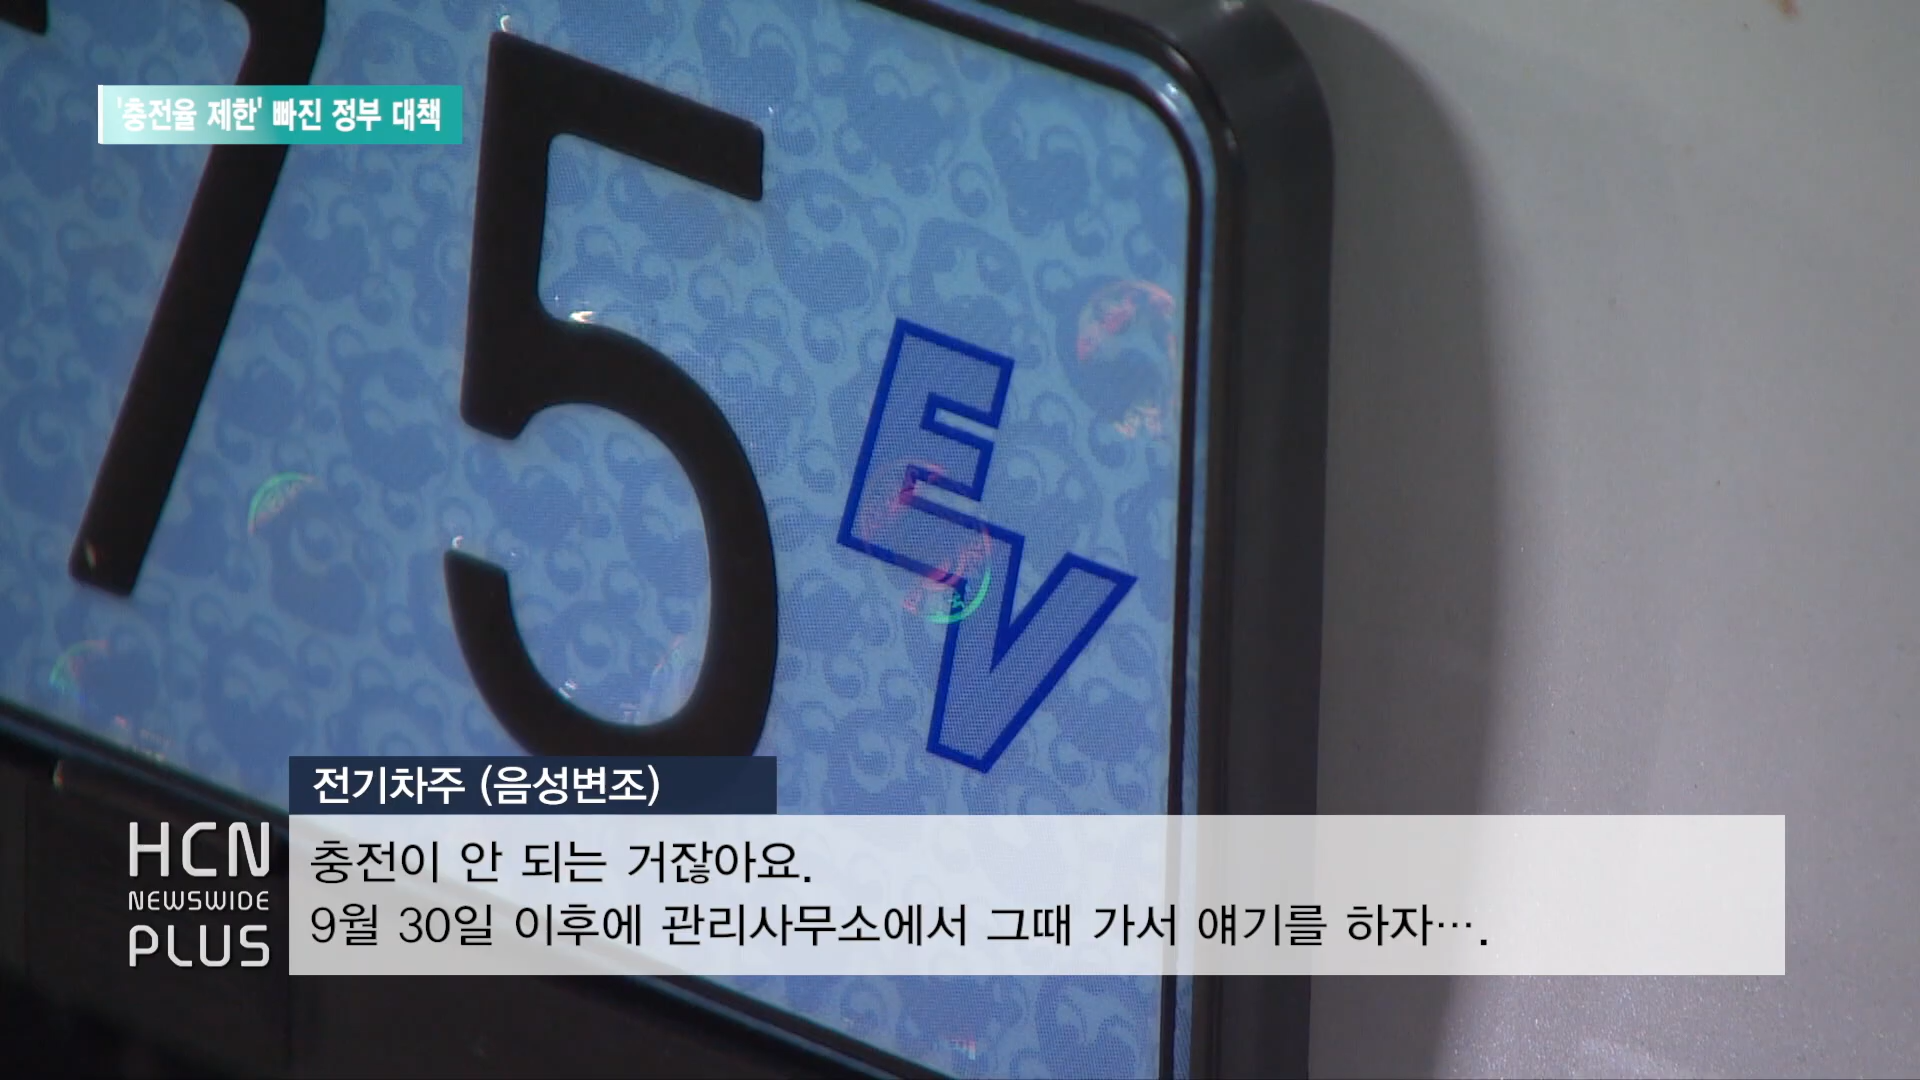 '충전율 제한' 빠진 정부 대책
75
EV
전기차주 (음성변조)
충전이 안 되는 거잖아요.
9월 30일 이후에 관리사무소에서 그때 가서 얘기를 하자….
HCN
NEWSWIDE
PLUS